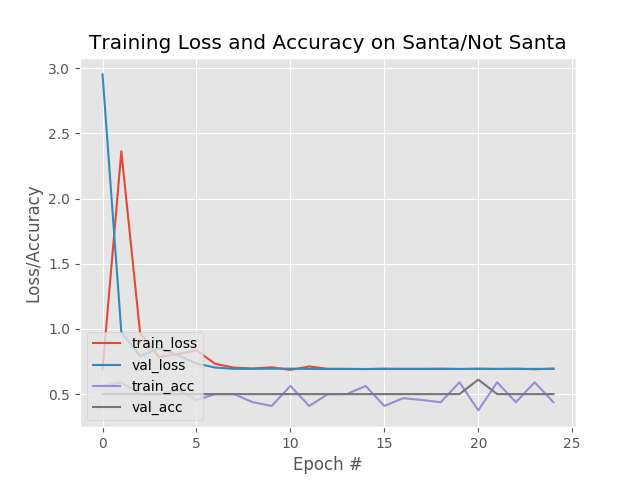 Training Loss and Accuracy on Santa/Not Santa
3.0
2.5
2.0
1.5
1.0
0.5
Loss/Accuracy
train_loss
val_loss
train_acc
val_acc
0 5 10 15 20 25
Epoch #